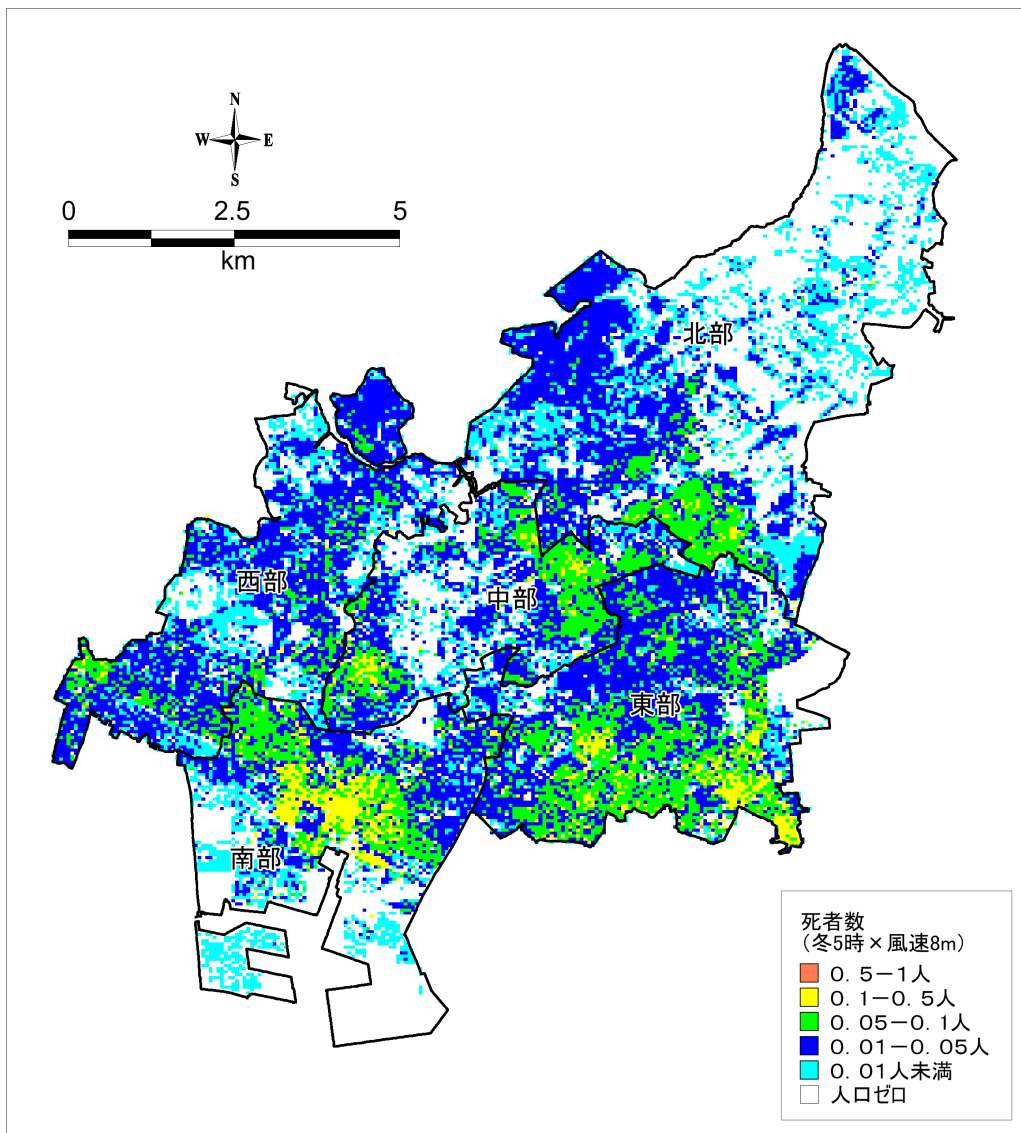 N
W E
S
0 2.5 5
km
北部
西部
中部
東部
南部
死者数
(冬5時×風速8m)
0.5-1人
0.1-0.5人
0.05-0.1人
0.01-0.05人
0.01人未満
人口ゼロ